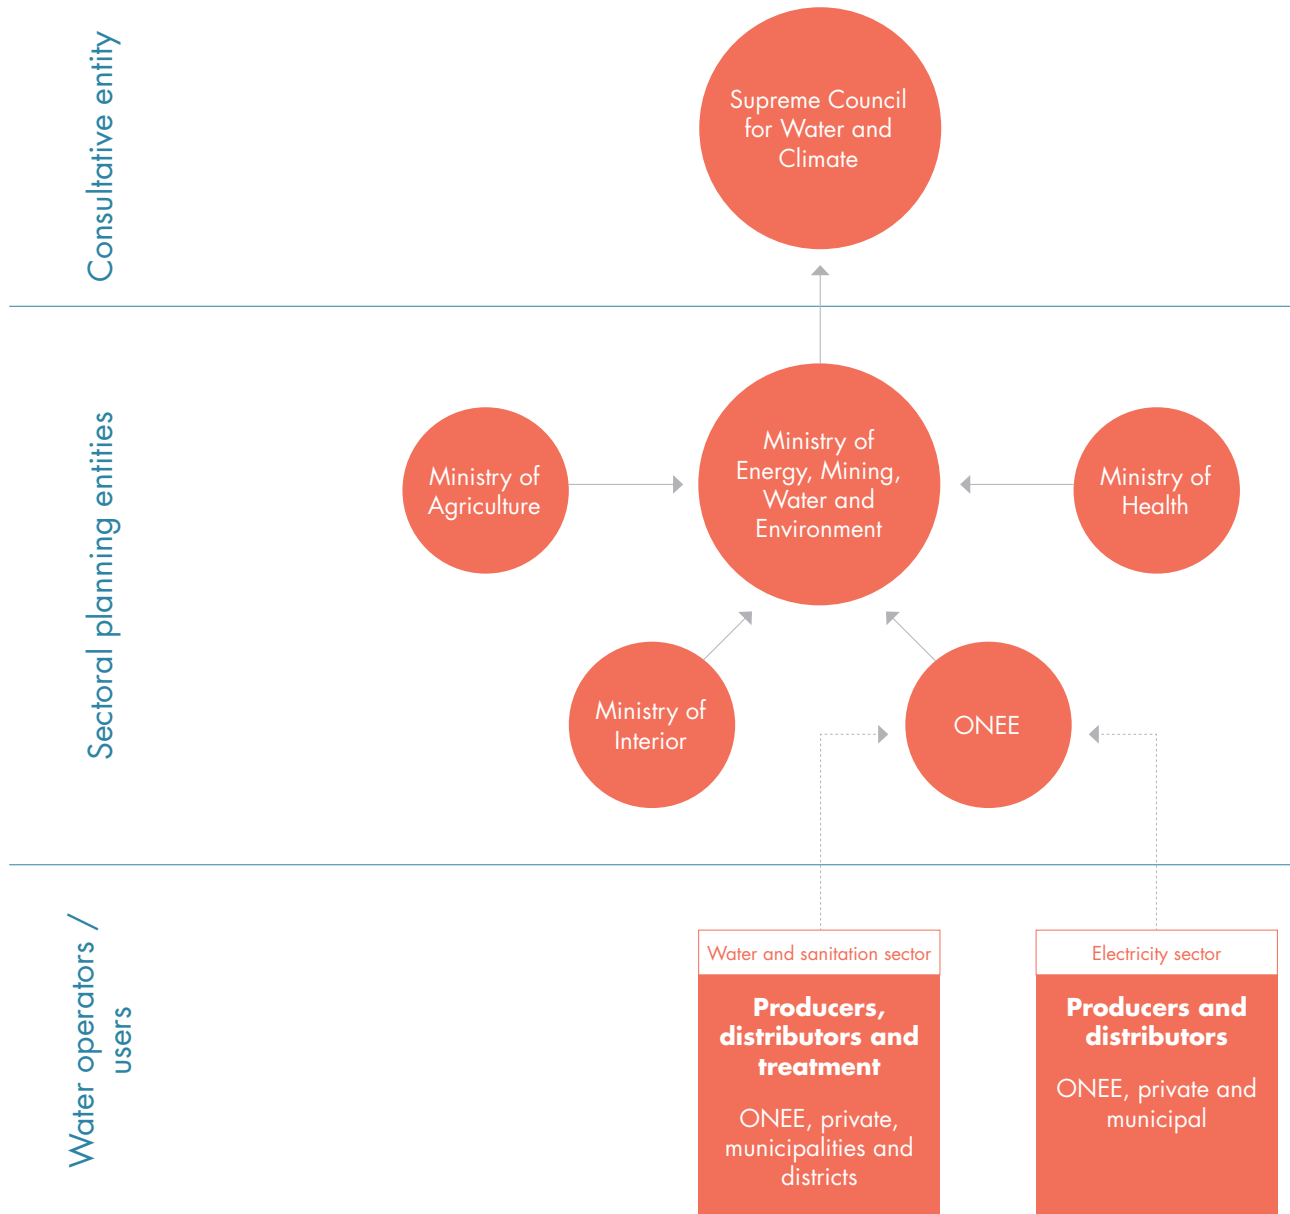 Consultative entity
Supreme Council
for Water and
Climate
Sectoral planning entities
Ministry of
Agriculture
Ministry of
Energy, Mining,
Water and
Environment
Ministry of
Health
Ministry of
Interior
ONEE
Water operators /
users
Water and sanitation sector
Producers,
distributors and
treatment
ONEE, private,
municipalities and
districts
Electricity sector
Producers and
distributors
ONEE, private and
municipal